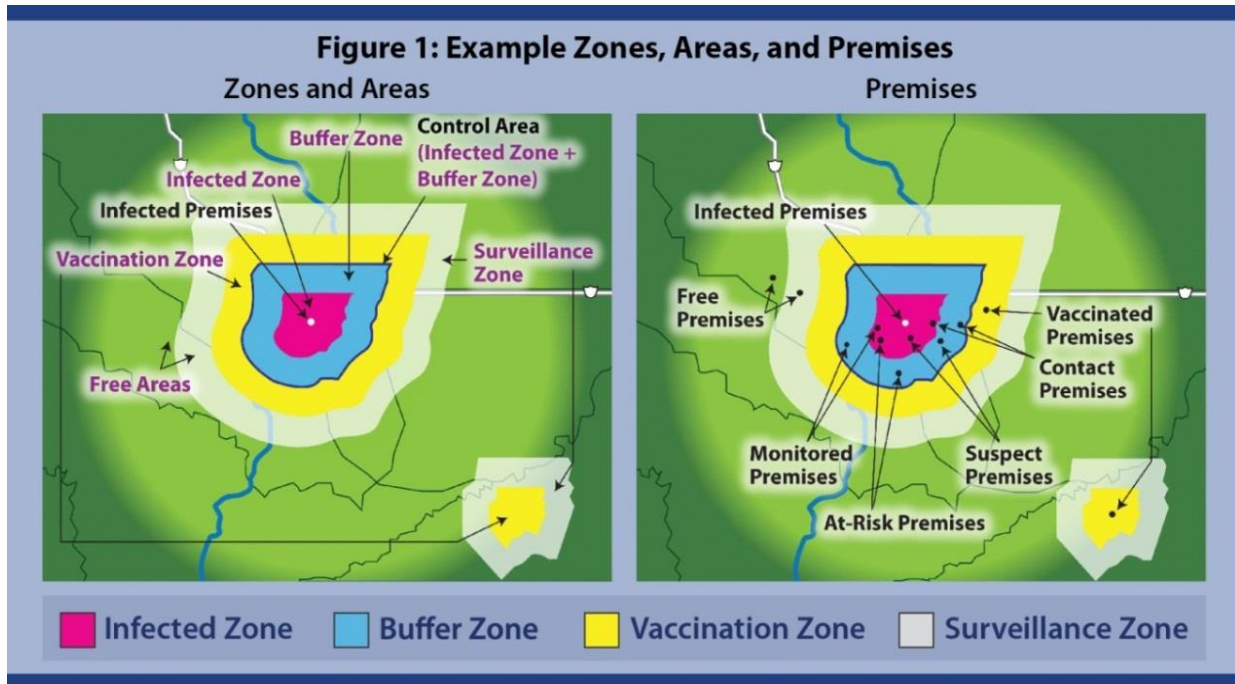 Figure 1: Example Zones, Areas, and Premises
Zones and Areas
Buffer Zone
Control Area
(Infected Zone +
Buffer Zone)
Infected Zone
Infected Premises
Vaccination Zone
Surveillance
Zone
Free Areas
Premises
Infected Premises
Free
Premises
Vaccinated
Premises
Contact
Premises
Monitored
Premises
Suspect
Premises
At-Risk Premises
Infected Zone
Buffer Zone
Vaccination Zone
Surveillance Zone